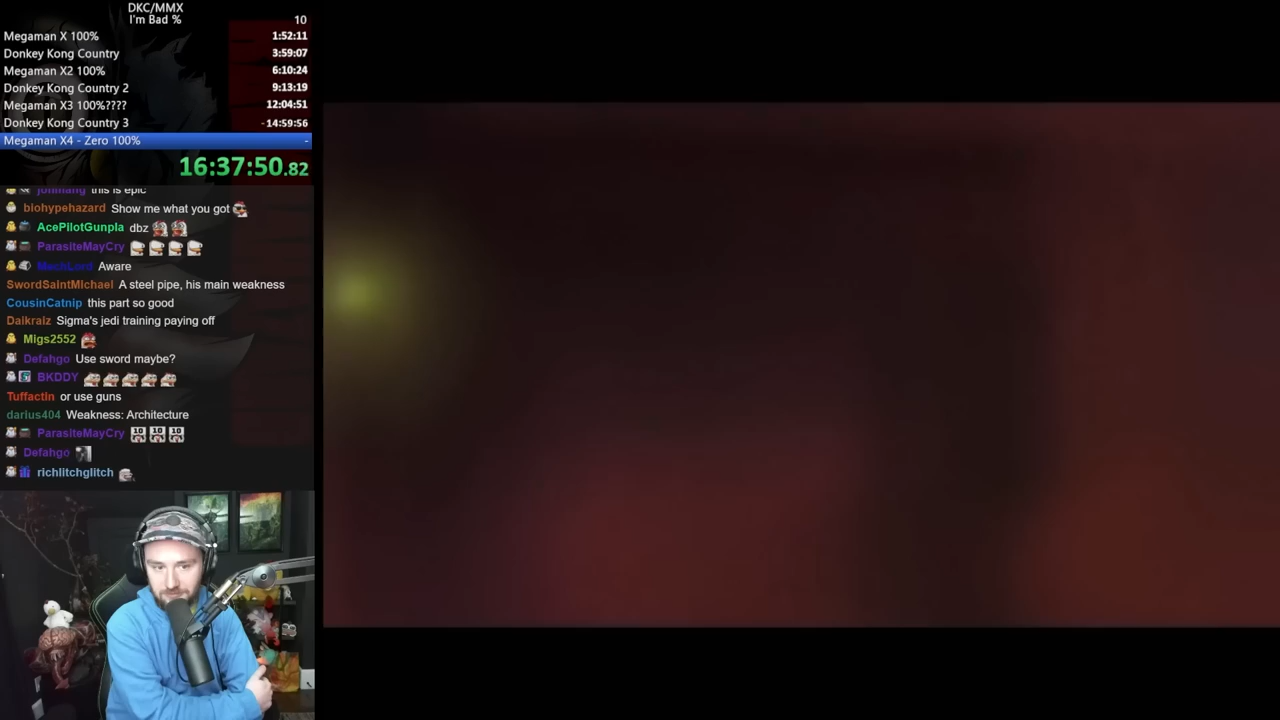 DKC/MMX
I'm Bad % 10
Megaman X 100% 1:52:11
Donkey Kong Country 3:59:07
Megaman X2 100% 6:10:24
Donkey Kong Country 2 9:13:19
Megaman X3 100%???? 12:04:51
Donkey Kong Country 3 - 14:59:56
Megaman X4 - Zero 100% -
16:37:50.82
jonmang this is epic
biohypehazard Show me what you got
AcePilotGunpla dbz
ParasiteMayCry
MechLord Aware
SwordSaintMichael A steel pipe, his main weakness
CousinCatnip this part so good
Daikraiz Sigma's jedi training paying off
Migs2552
Defahgo Use sword maybe?
BKDDY
Tuffactin or use guns
darius404 Weakness: Architecture
ParasiteMayCry 10 10 10
Defahgo
richlitchglitch